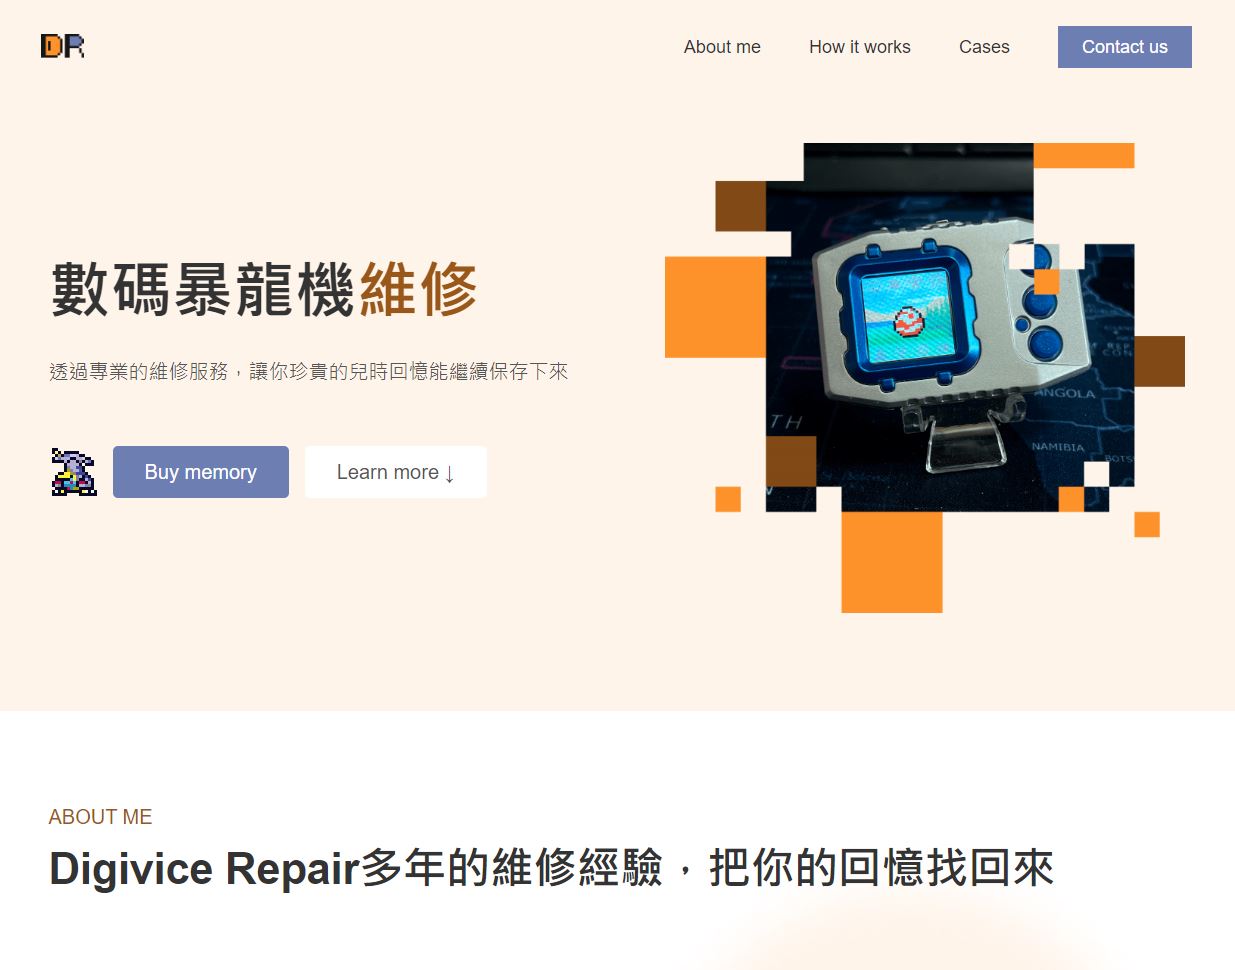 DR
About me
How it works
Cases
Contact us
數碼暴龍機維修
透過專業的維修服務，讓你珍貴的兒時回憶能繼續保存下來
Buy memory
Learn more ↓
ANGOLA
NAMIBIA
ABOUT ME
Digivice Repair多年的維修經驗，把你的回憶找回來